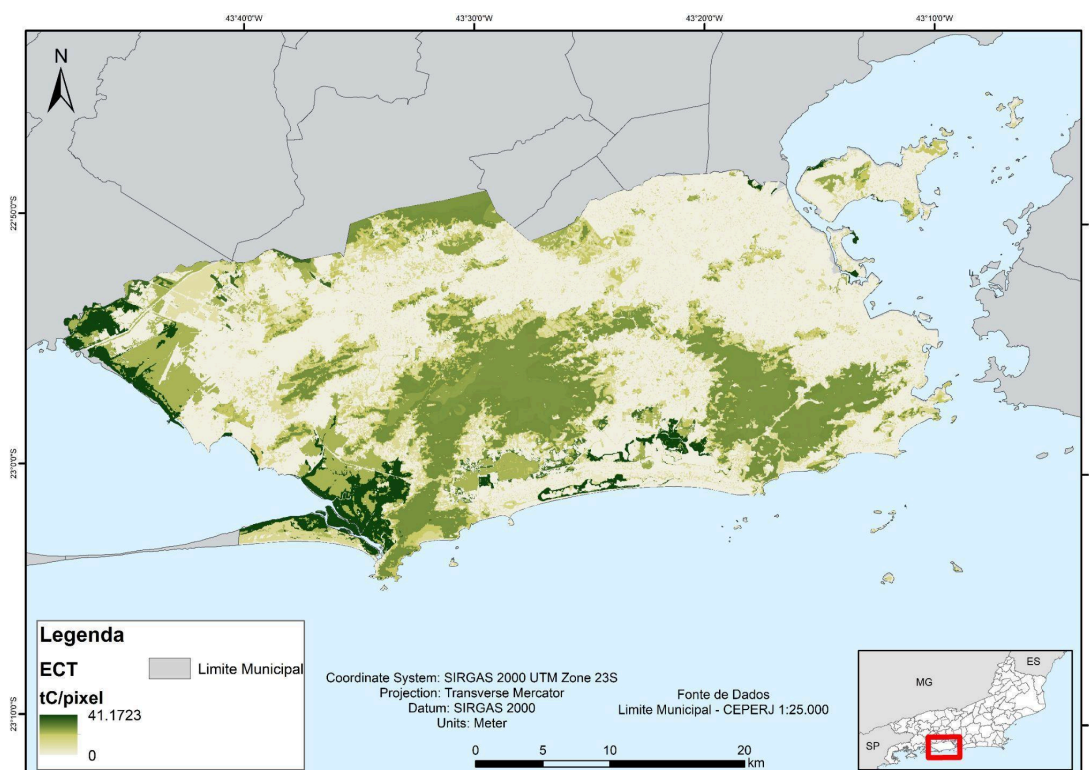 43°40'0"W
43°30'0"W
43°20'0"W
43°10'0"W
N
22°50'0"S
23°0'0"S
23°10'0"S
Legenda
ECT
Limite Municipal
tC/pixel
41.1723
0
Coordinate System: SIRGAS 2000 UTM Zone 23S
Projection: Transverse Mercator
Datum: SIRGAS 2000
Units: Meter
Fonte de Dados
Limite Municipal - CEPERJ 1:25.000
0 5 10 20
km
MG
ES
SP